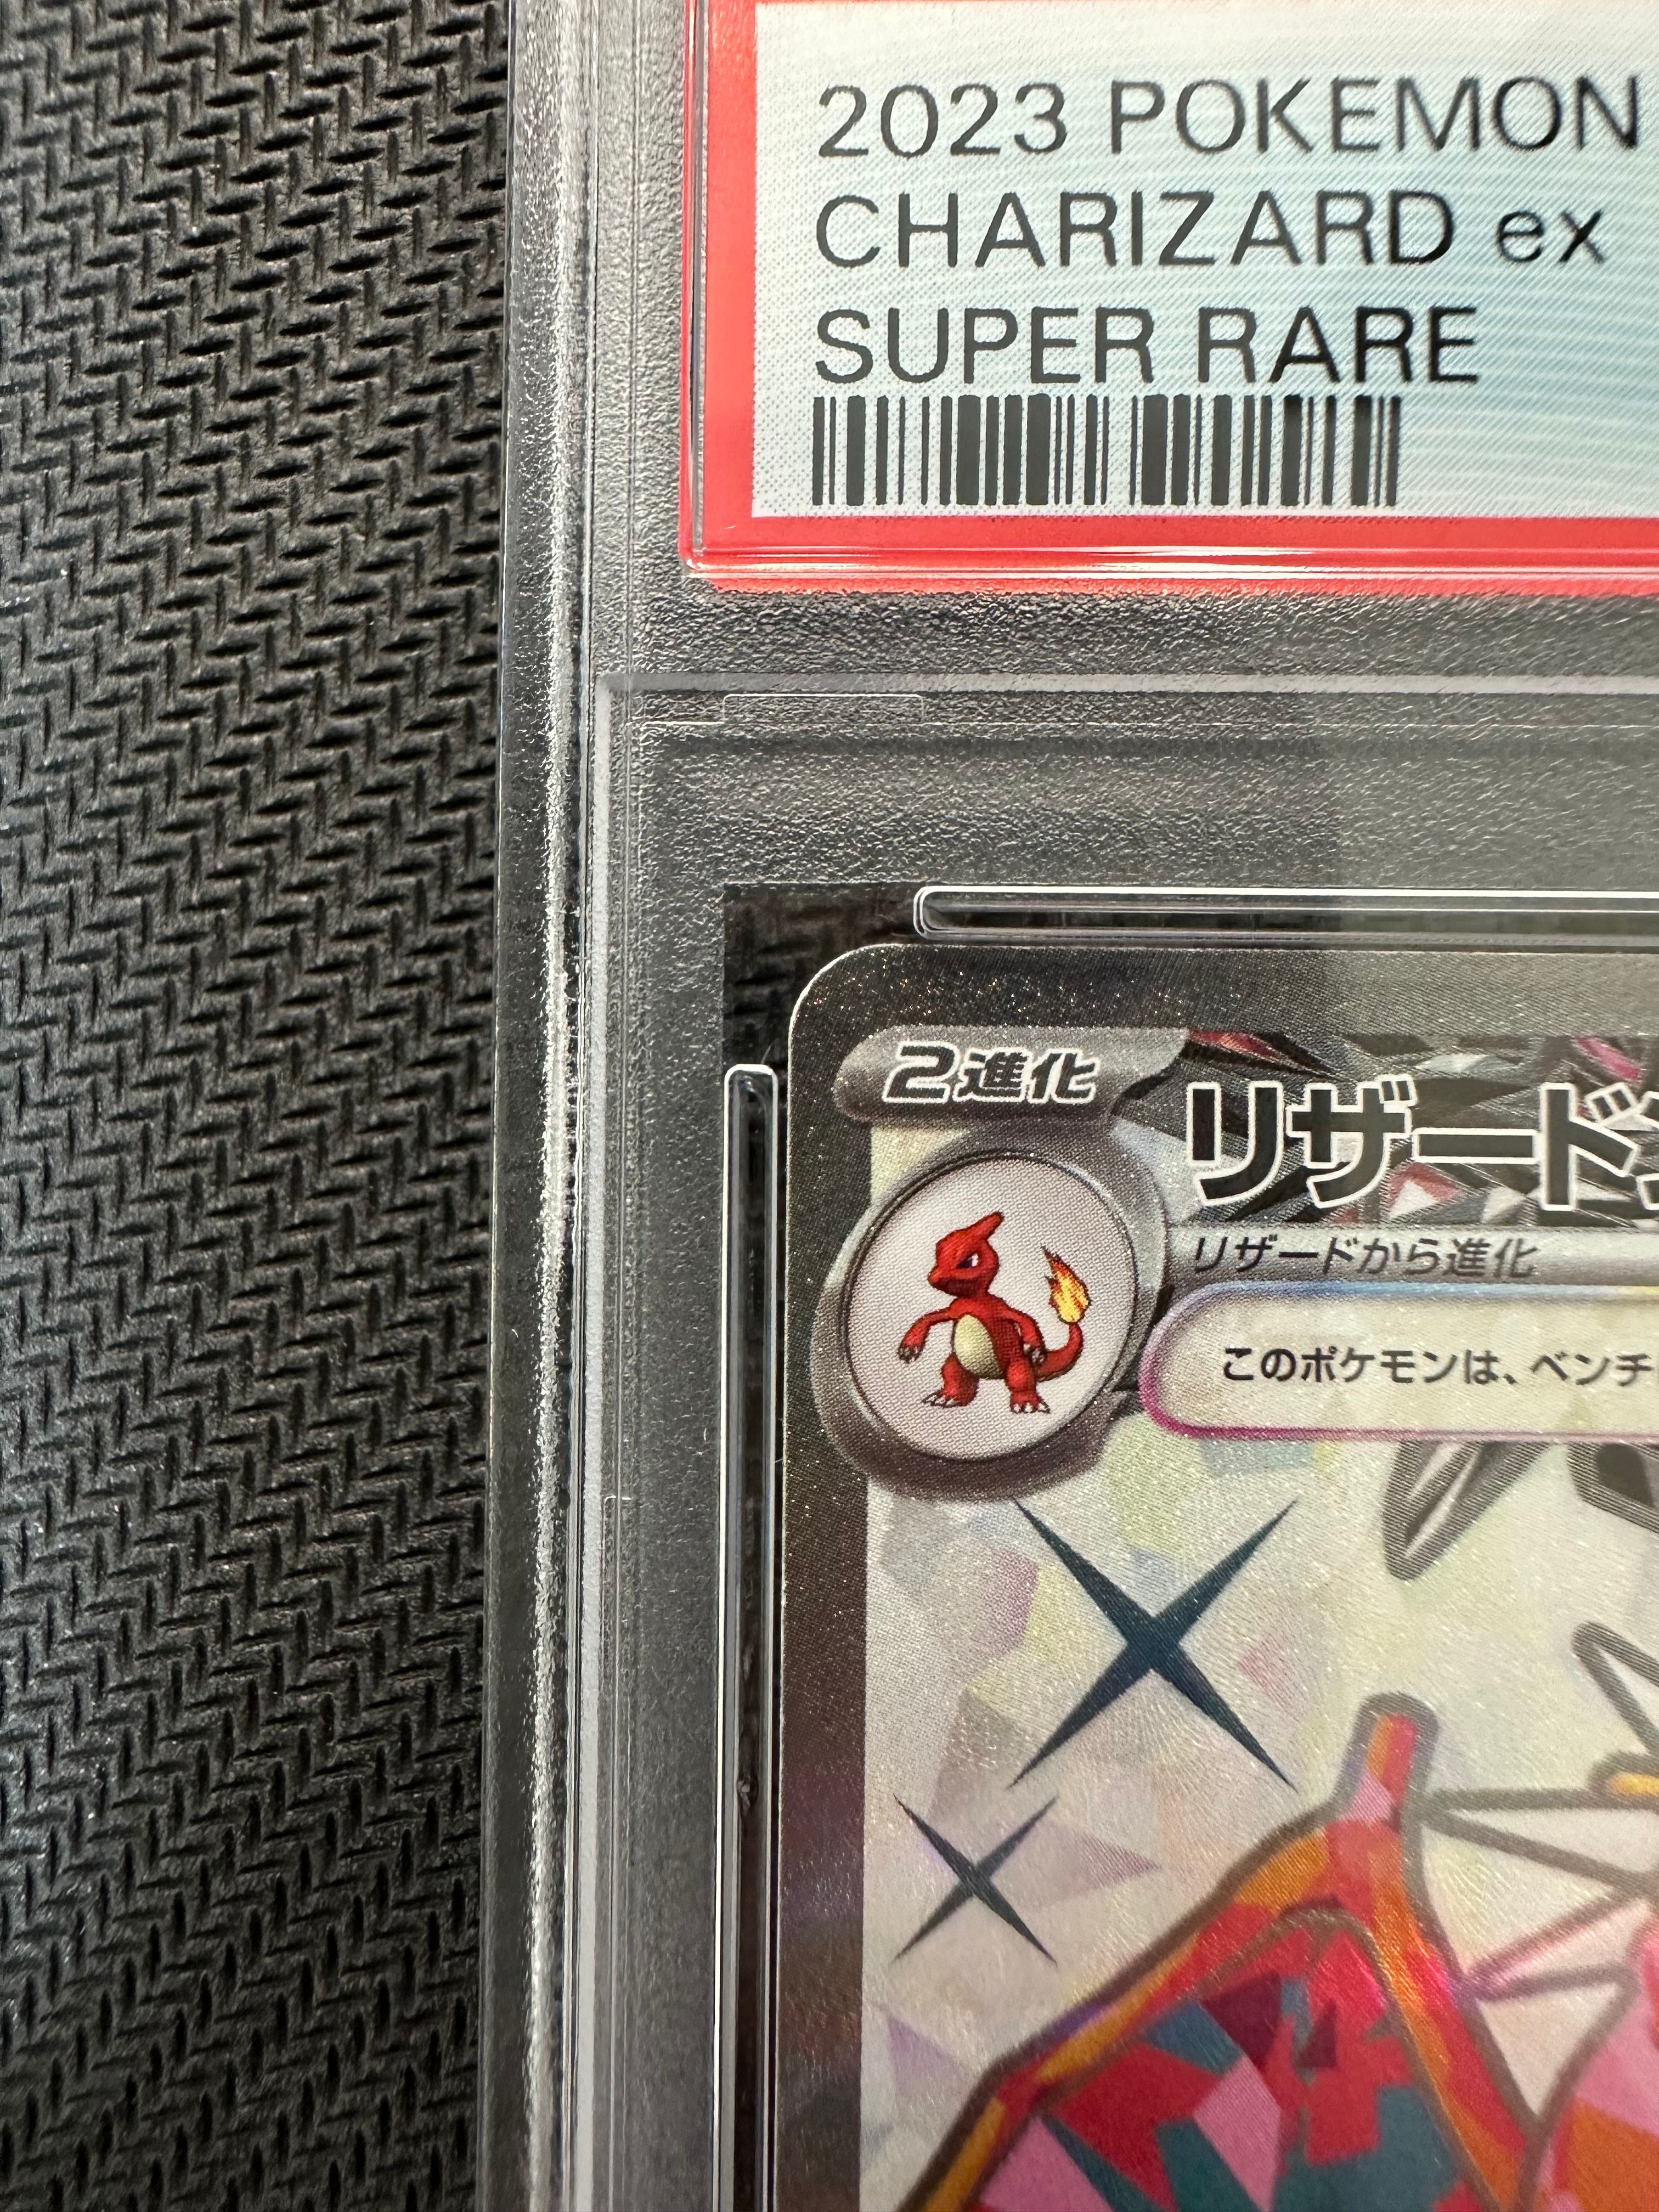 2023 POKEMON
CHARIZARD ex
SUPER RARE
2進化
リザード
リザードから進化
このポケモンは、ベンチ